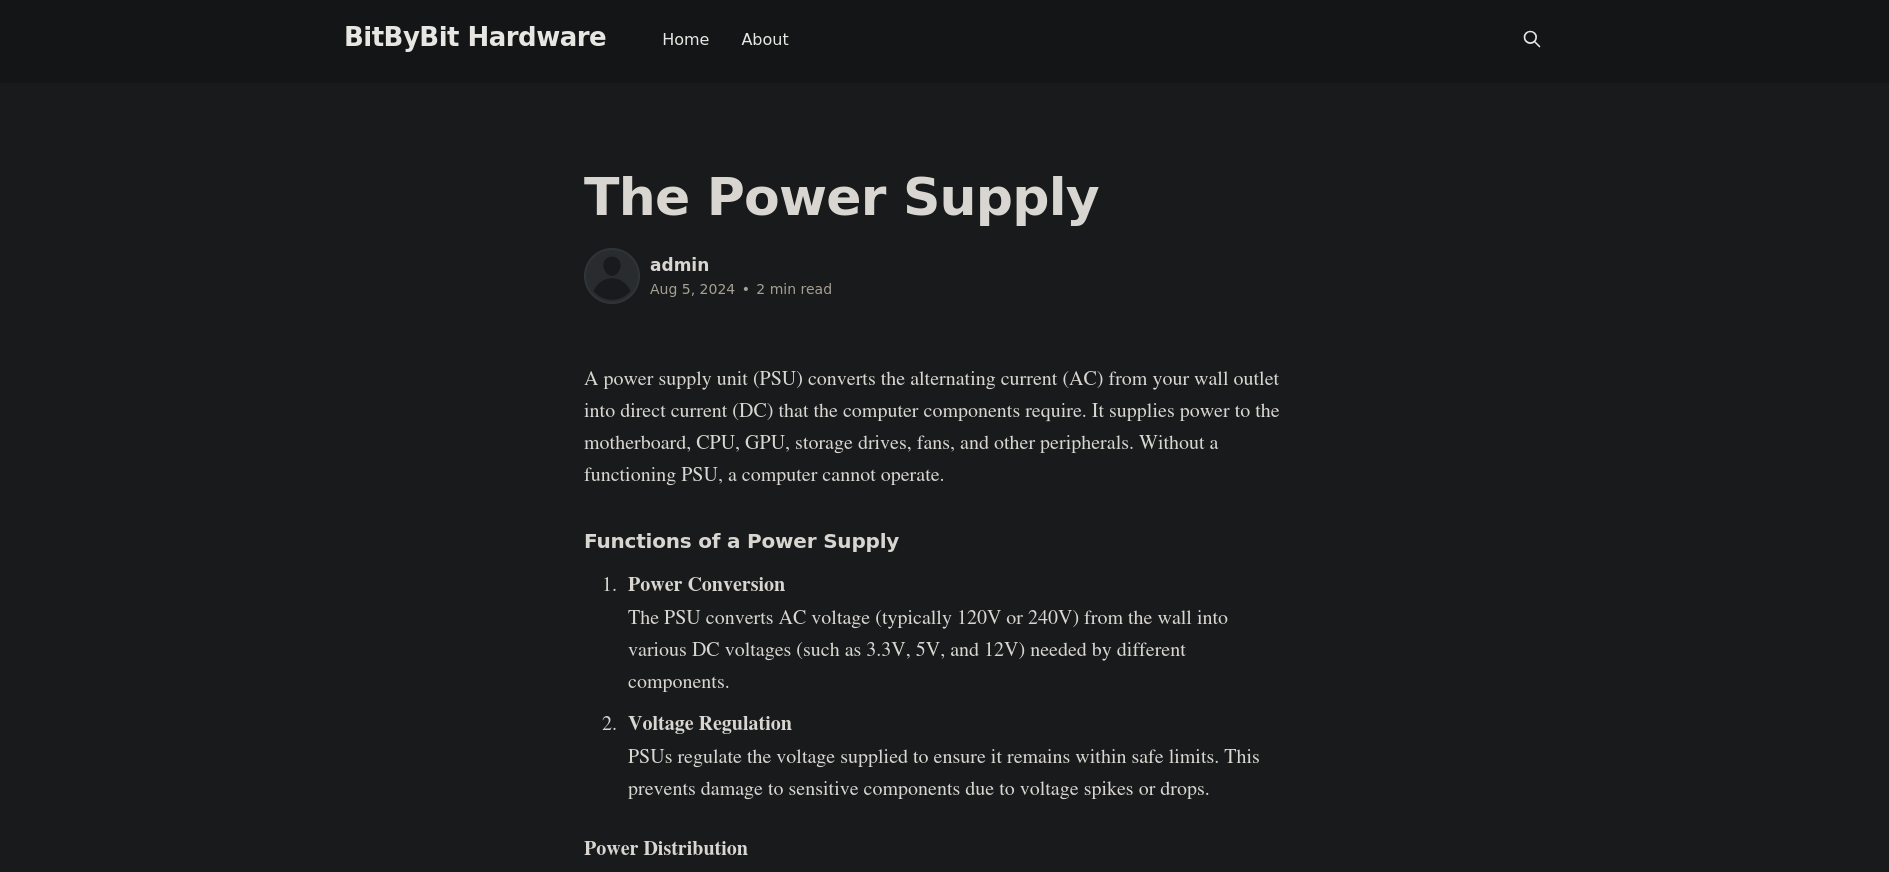 BitByBit Hardware
Home
About
The Power Supply
admin
Aug 5, 2024 • 2 min read
A power supply unit (PSU) converts the alternating current (AC) from your wall outlet
into direct current (DC) that the computer components require. It supplies power to the
motherboard, CPU, GPU, storage drives, fans, and other peripherals. Without a
functioning PSU, a computer cannot operate.
Functions of a Power Supply
1. Power Conversion
The PSU converts AC voltage (typically 120V or 240V) from the wall into
various DC voltages (such as 3.3V, 5V, and 12V) needed by different
components.
2. Voltage Regulation
PSUs regulate the voltage supplied to ensure it remains within safe limits. This
prevents damage to sensitive components due to voltage spikes or drops.
Power Distribution